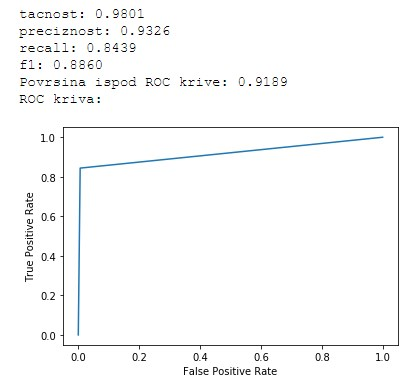 tacnost: 0.9801
preciznost: 0.9326
recall: 0.8439
f1: 0.8860
Povrsina ispod ROC krive: 0.9189
ROC kriva:
1.0
0.8
0.6
0.4
0.2
0.0
True Positive Rate
0.0 0.2 0.4 0.6 0.8 1.0
False Positive Rate